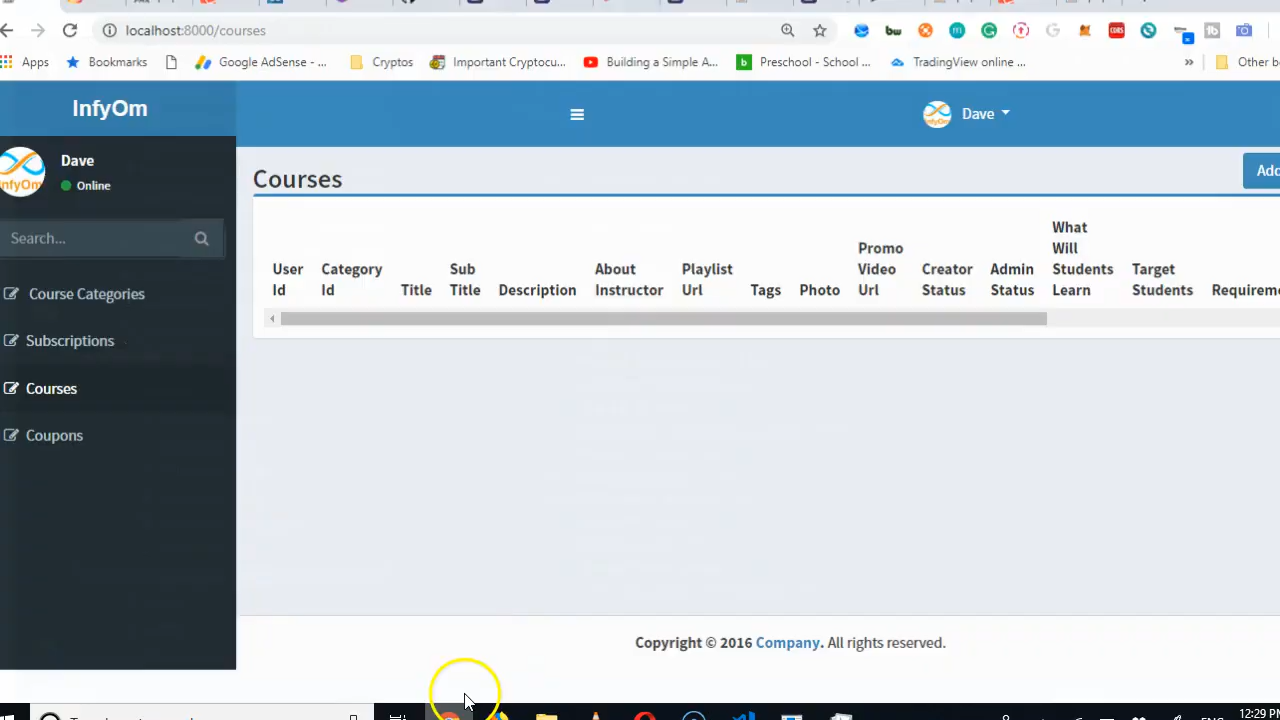 localhost:8000/courses
Apps
Bookmarks
Google AdSense - ...
Cryptos
Important Cryptocu...
Building a Simple A...
Preschool - School ...
TradingView online ...
»
Other b
InfyOm
Dave
Dave
Online
Search...
Course Categories
Subscriptions
Courses
Coupons
Courses
Add
User Id
Category Id
Title
Sub Title
Description
About Instructor
Playlist Url
Tags
Photo
Promo Video Url
Creator Status
Admin Status
What Will Students Learn
Target Students
Requireme
Copyright © 2016 Company. All rights reserved.
12:29 PM